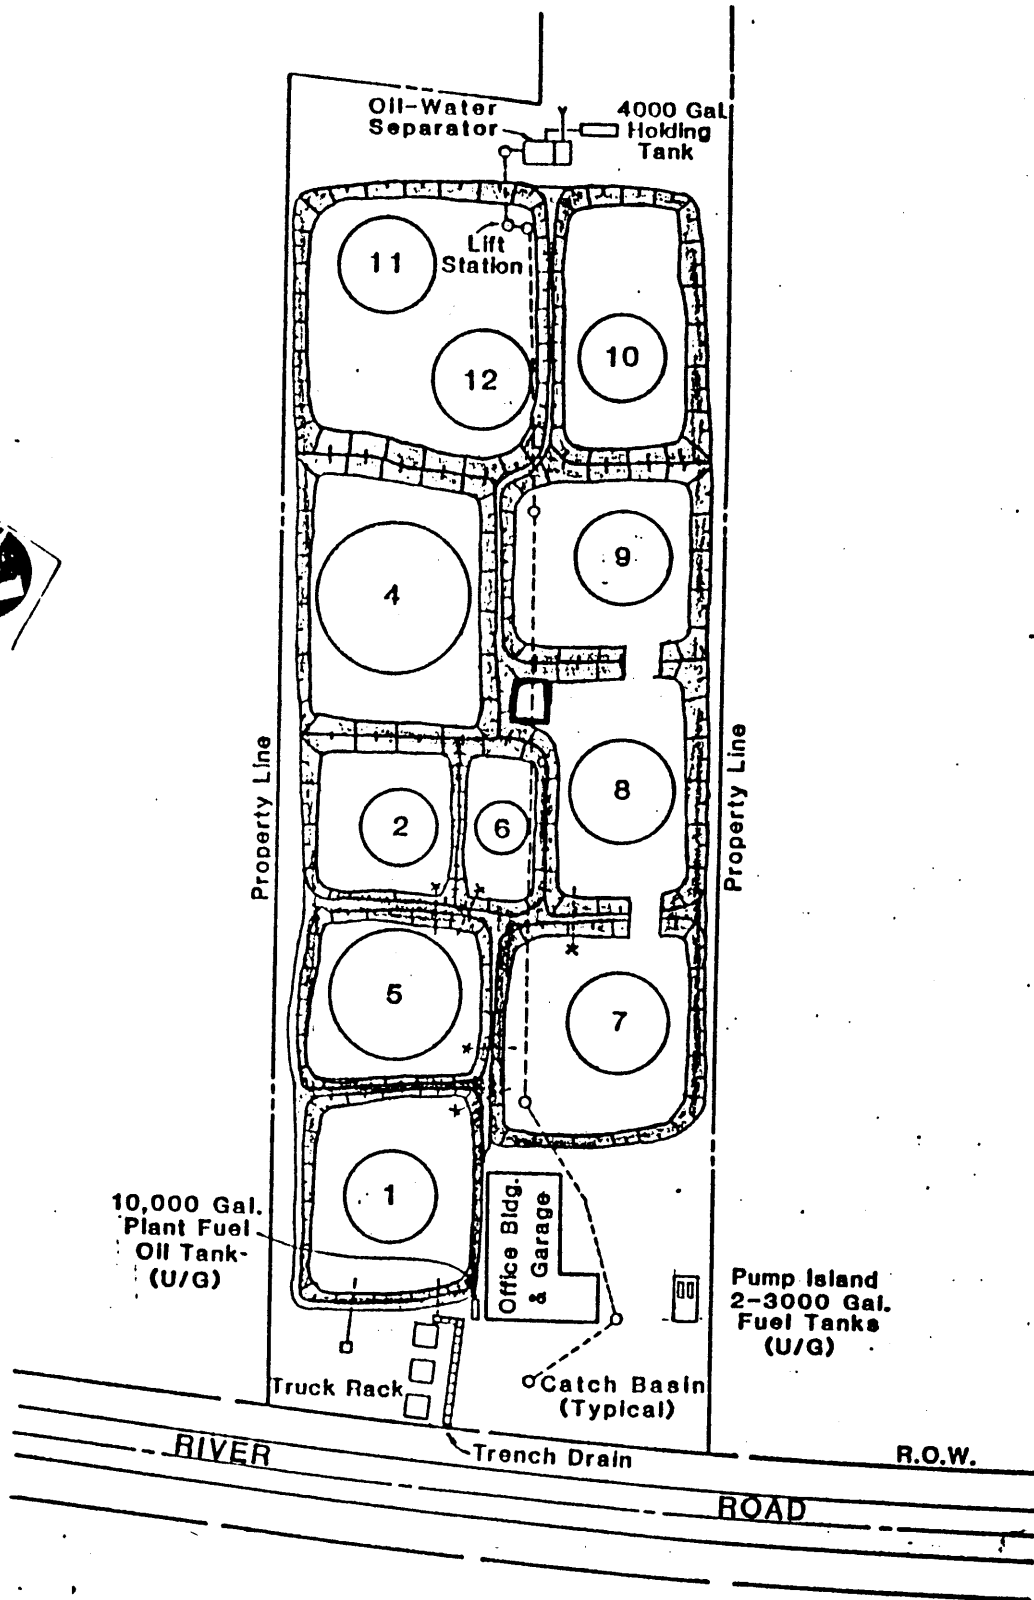 Oil-Water
Separator
4000 Gal.
Holding
Tank
Lift
Station
11
12
10
4
9
8
2
6
5
7
1
Property Line
Property Line
10,000 Gal.
Plant Fuel
Oil Tank-
(U/G)
Office Bldg.
& Garage
Pump Island
2-3000 Gal.
Fuel Tanks
(U/G)
Truck Rack
Catch Basin
(Typical)
Trench Drain
R.O.W.
RIVER
ROAD